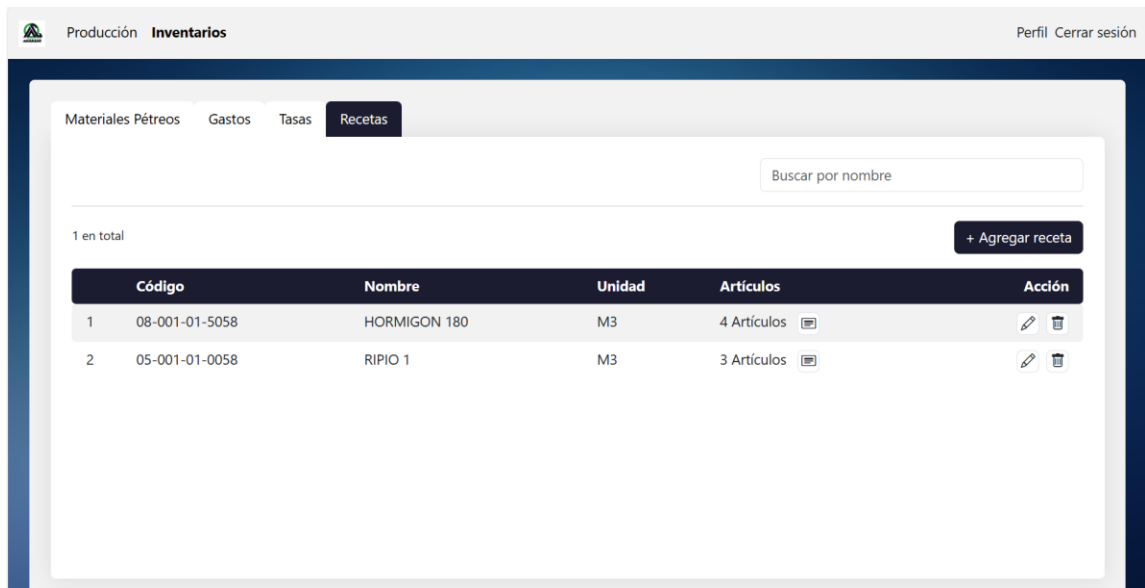 Producción Inventarios Perfil Cerrar sesión
Materiales Pétreos Gastos Tasas Recetas
Buscar por nombre
1 en total + Agregar receta
Código Nombre Unidad Artículos Acción
1 08-001-01-5058 HORMIGON 180 M3 4 Artículos
2 05-001-01-0058 RIPIO 1 M3 3 Artículos